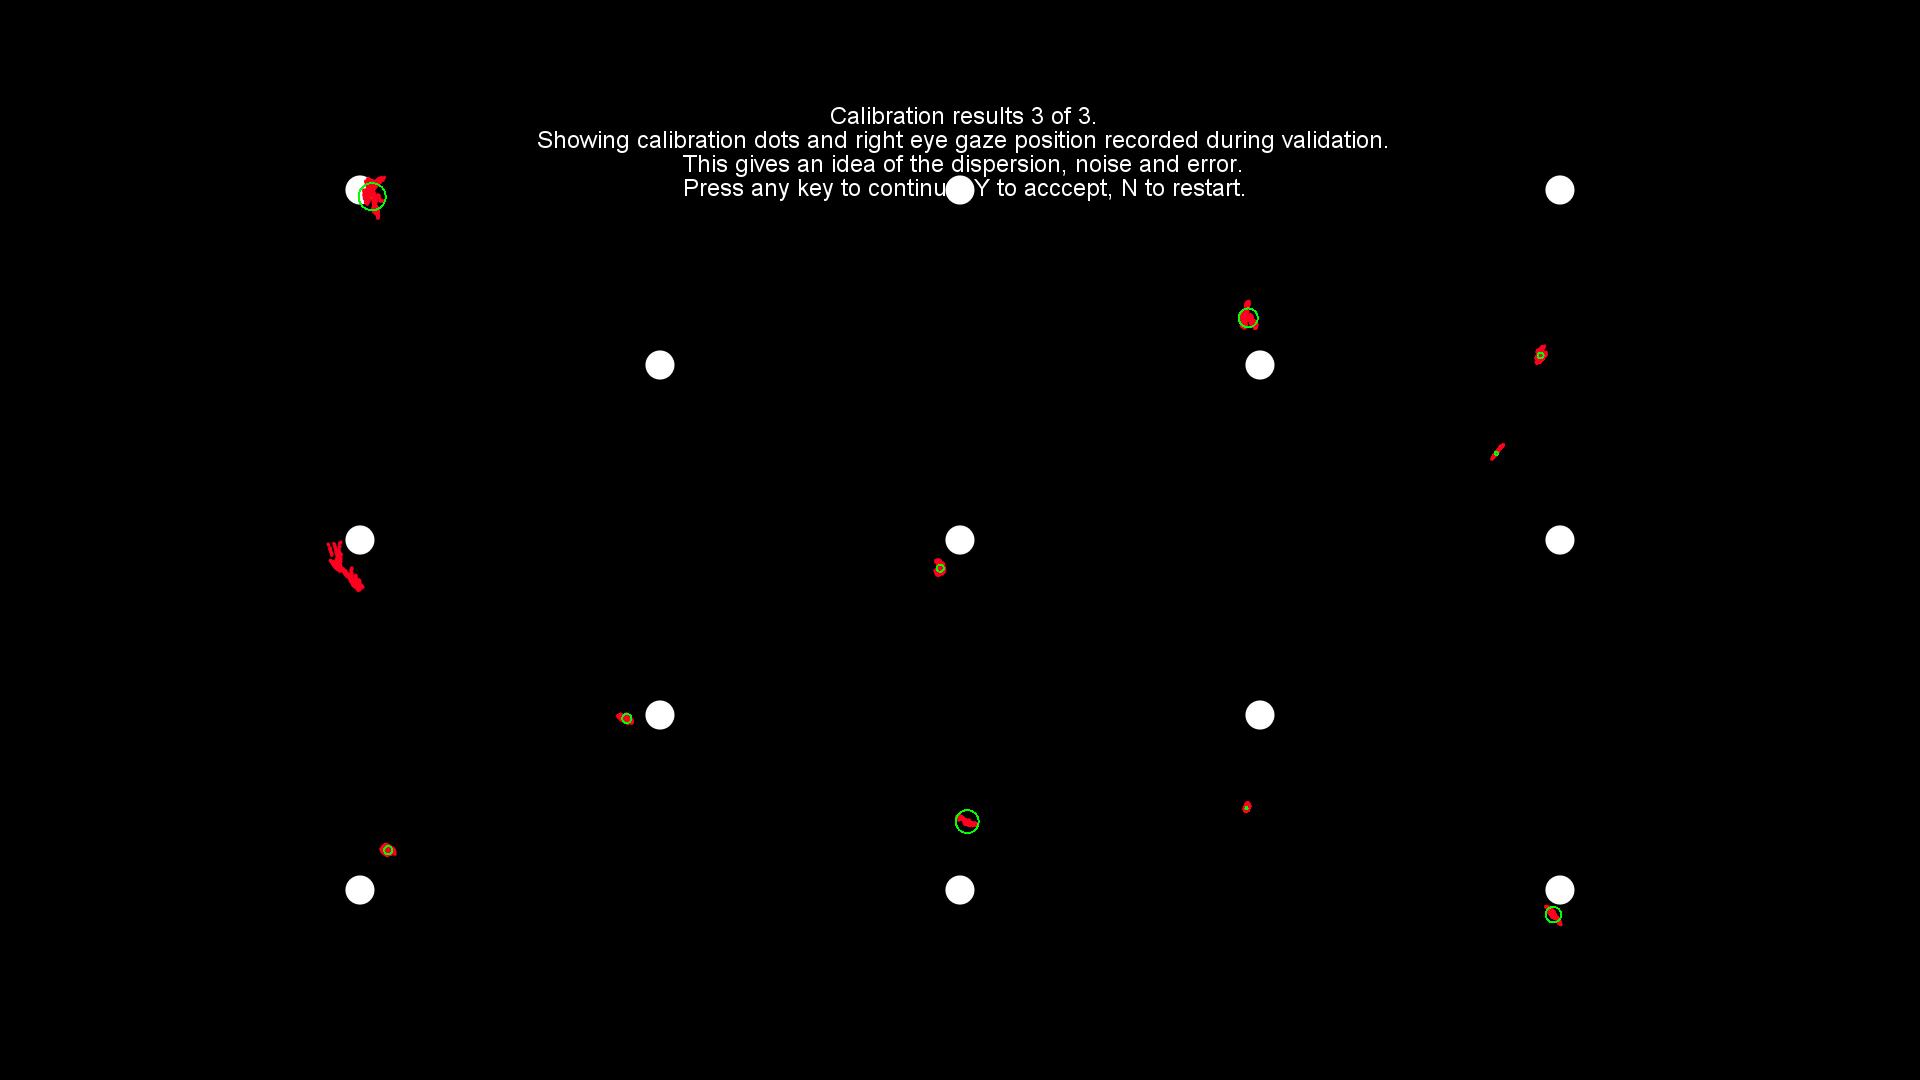 Calibration results 3 of 3.
Showing calibration dots and right eye gaze position recorded during validation.
This gives an idea of the dispersion, noise and error.
Press any key to continu Y to acccept, N to restart.